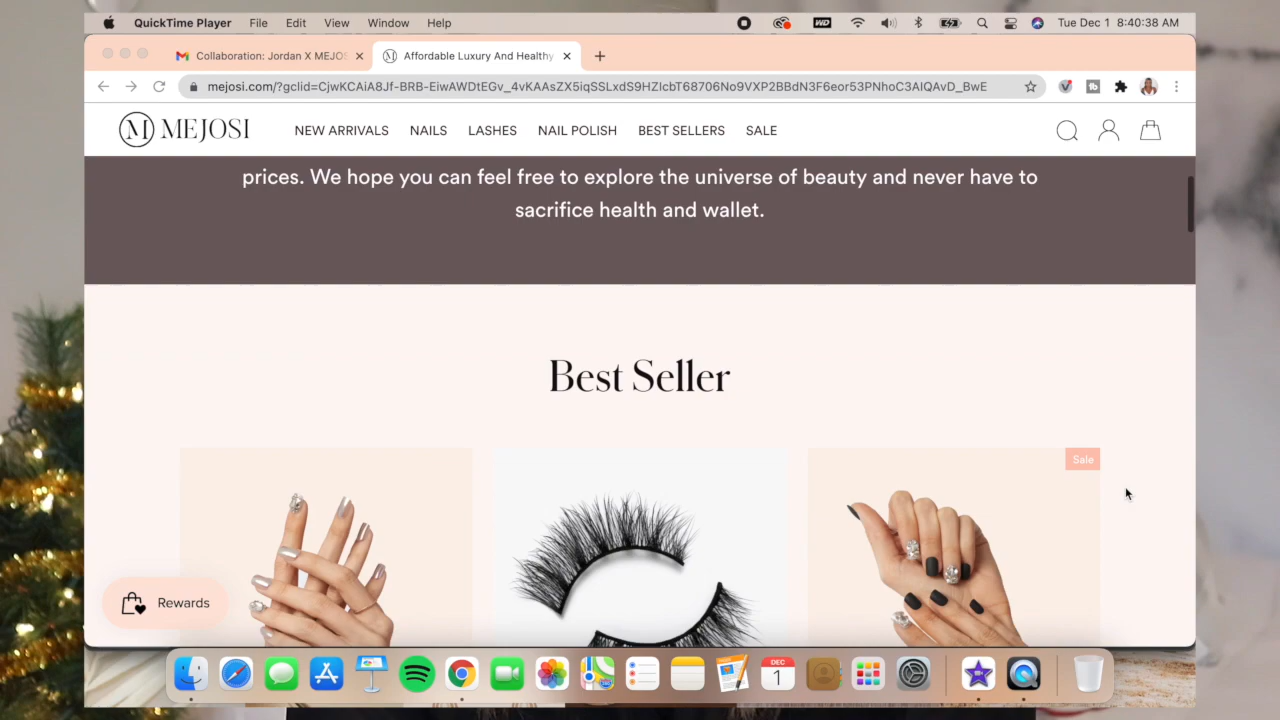 QuickTime Player File Edit View Window Help
Tue Dec 1 8:40:38 AM
Collaboration: Jordan X MEJOS
Affordable Luxury And Healthy
mejosi.com/?gclid=CjwKCAiA8Jf-BRB-EiwAWDtEGv_4vKAAsZX5iqSSLxdS9HZIcbT68706No9VXP2BBdN3F6eor53PNhoC3AIQAvD_BwE
M MEJOSI
NEW ARRIVALS NAILS LASHES NAIL POLISH BEST SELLERS SALE
prices. We hope you can feel free to explore the universe of beauty and never have to
sacrifice health and wallet.
Best Seller
Sale
Rewards
DEC
1